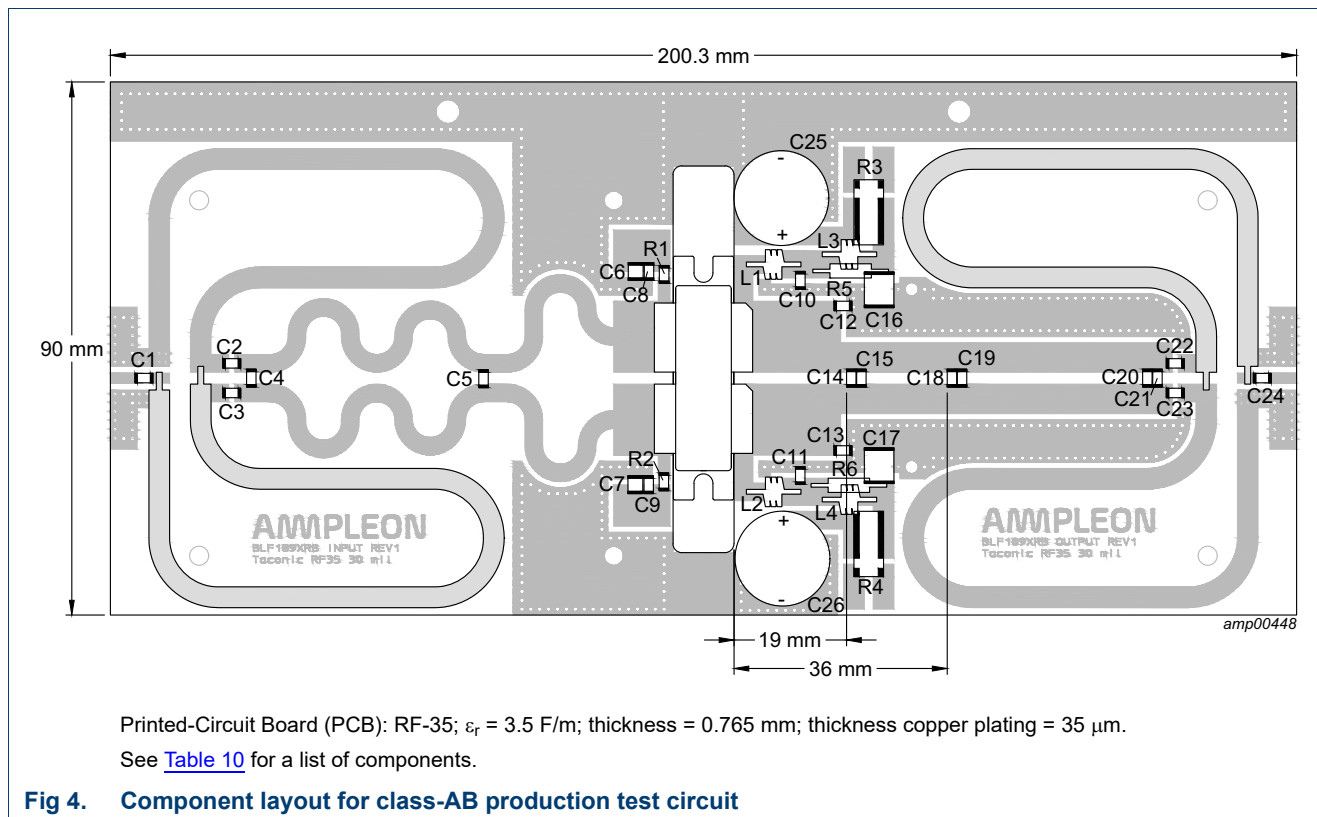 200.3 mm
90 mm
C25
R3
L3
R1
C6
C8
L1
C10
R5
C12
C16
C1
C2
C4
C3
C5
C14
C15
C18
C19
C20
C21
C22
C23
C24
C13
C17
C11
R2
C7
C9
R6
L2
L4
R4
C26
-
+
+
-
AMMPLEON
BLF189XRB INPUT REV1
Taconic RF35 30 mil
AMPLEON
BLF189XRB OUTPUT REV1
Taconic RF35 30 mil
amp00448
19 mm
36 mm
Printed-Circuit Board (PCB): RF-35; εr = 3.5 F/m; thickness = 0.765 mm; thickness copper plating = 35 μm.
See Table 10 for a list of components.
Fig 4. Component layout for class-AB production test circuit